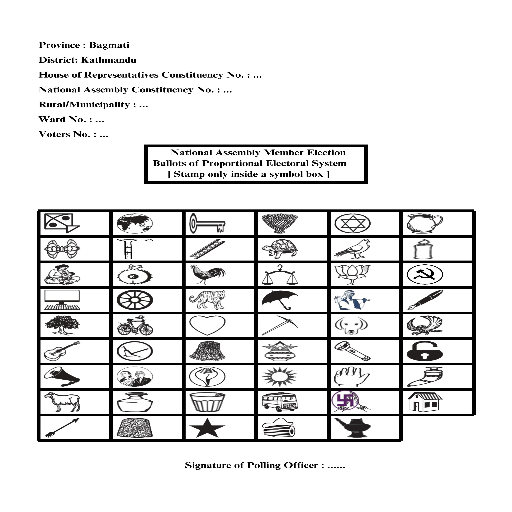 Province : Bagmati
District: Kathmandu
House of Representatives Constituency No. : ...
National Assembly Constituency No. : ...
Rural/Municipality : ...
Ward No. : ...
Voters No. : ...
National Assembly Member Election
Ballots of Proportional Electoral System
[ Stamp only inside a symbol box ]
Signature of Polling Officer : ......